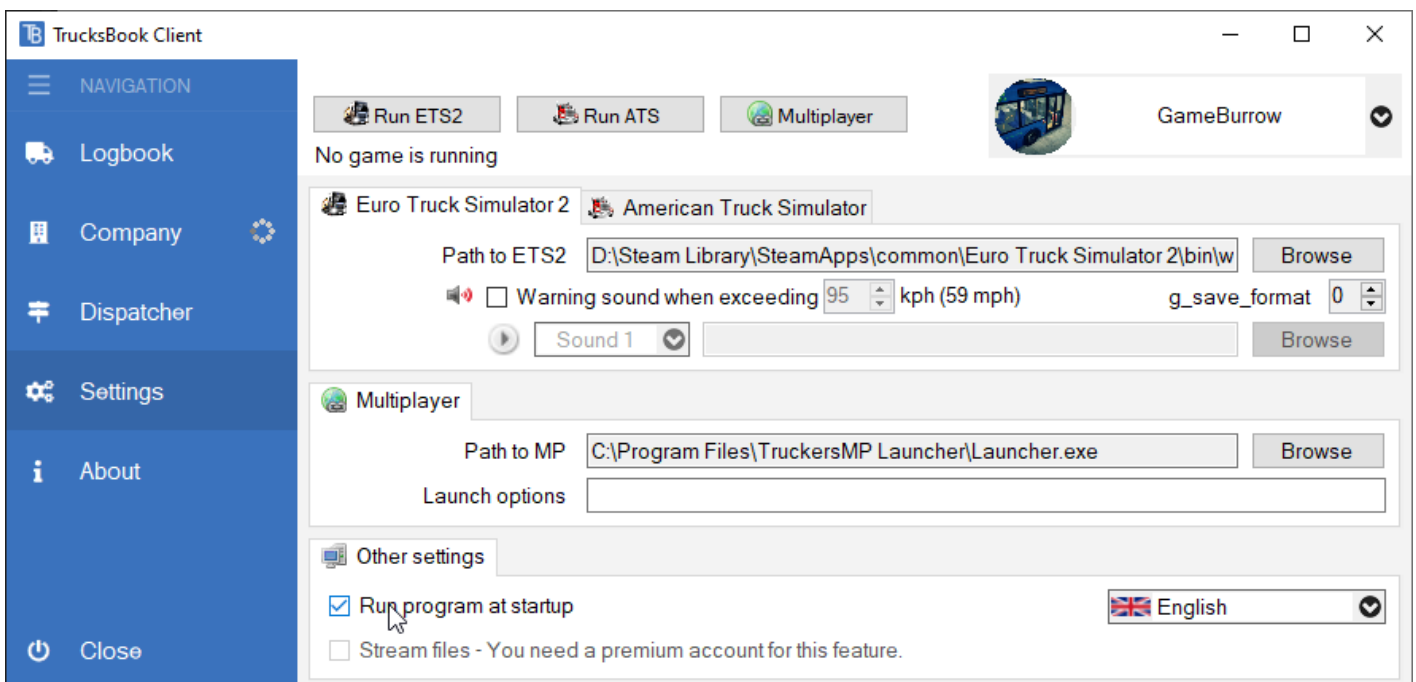 TB TrucksBook Client
NAVIGATION
Logbook
Company
Dispatcher
Settings
About
Close
Run ETS2 Run ATS Multiplayer GameBurrow
No game is running
Euro Truck Simulator 2 American Truck Simulator
Path to ETS2 D:\Steam Library\SteamApps\common\Euro Truck Simulator 2\bin\w Browse
Warning sound when exceeding 95 kph (59 mph) g_save_format 0
Sound 1 Browse
Multiplayer
Path to MP C:\Program Files\TruckersMP Launcher\Launcher.exe Browse
Launch options
Other settings
Run program at startup English
Stream files - You need a premium account for this feature.